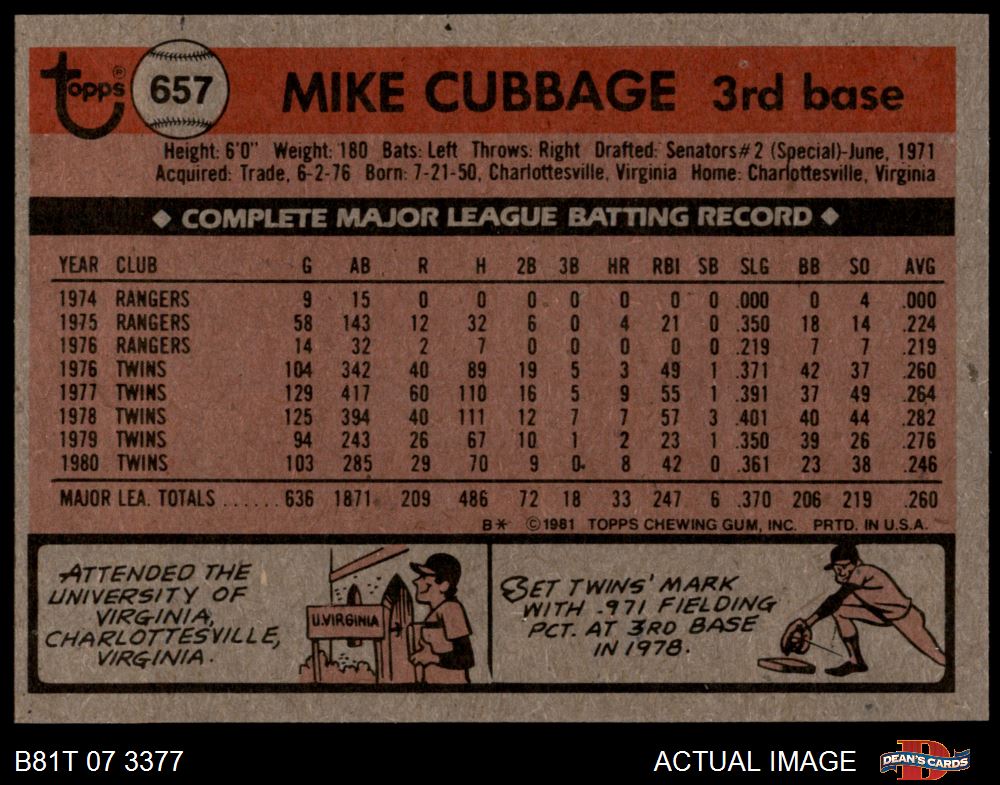 Topps
657
MIKE CUBBAGE 3rd base
Height: 6'0" Weight: 180 Bats: Left Throws: Right Drafted: Senators#2 (Special)-June, 1971
Acquired: Trade, 6-2-76 Born: 7-21-50, Charlottesville, Virginia Home: Charlottesville, Virginia
◆ COMPLETE MAJOR LEAGUE BATTING RECORD ◆
YEAR CLUB G AB R H 2B 3B HR RBI SB SLG BB SO AVG
1974 RANGERS 9 15 0 0 0 0 0 0 0 .000 0 4 .000
1975 RANGERS 58 143 12 32 6 0 4 21 0 .350 18 14 .224
1976 RANGERS 14 32 2 7 0 0 0 0 0 .219 7 7 .219
1976 TWINS 104 342 40 89 19 5 3 49 1 .371 42 37 .260
1977 TWINS 129 417 60 110 16 5 9 55 1 .391 37 49 .264
1978 TWINS 125 394 40 111 12 7 7 57 3 .401 40 44 .282
1979 TWINS 94 243 26 67 10 1 2 23 1 .350 39 26 .276
1980 TWINS 103 285 29 70 9 0 8 42 0 .361 23 38 .246
MAJOR LEA. TOTALS ...... 636 1871 209 486 72 18 33 247 6 .370 206 219 .260
B* ©1981 TOPPS CHEWING GUM, INC. PRTD. IN U.S.A.
ATTENDED THE
UNIVERSITY OF
VIRGINIA,
CHARLOTTESVILLE,
VIRGINIA.
U.VIRGINIA
SET TWINS' MARK
WITH .971 FIELDING
PCT. AT 3RD BASE
IN 1978.
B81T 07 3377
ACTUAL IMAGE
D
DEAN'S CARDS